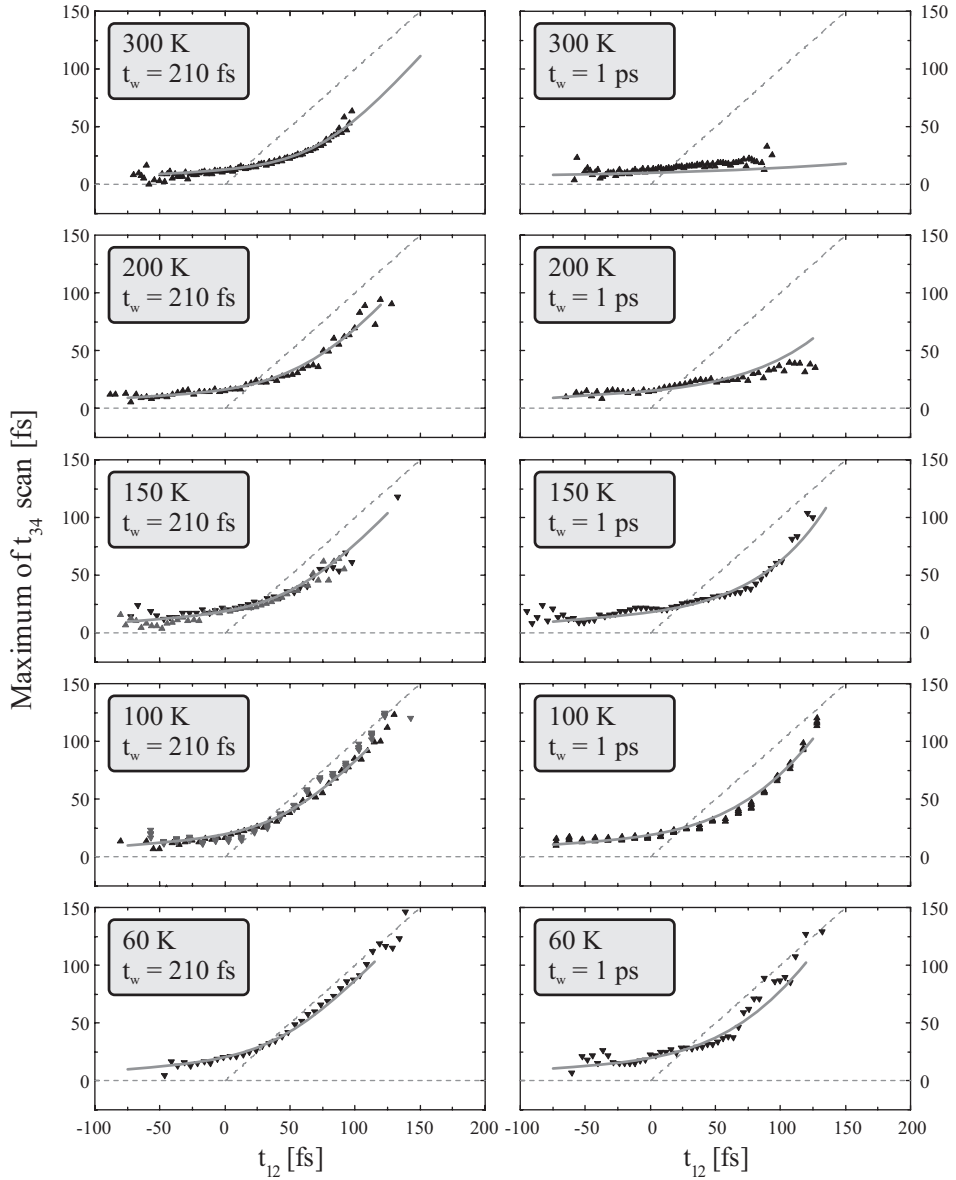 150
100
50
0
300 K
t_w = 210 fs
300 K
t_w = 1 ps
150
100
50
0
150
100
50
0
200 K
t_w = 210 fs
200 K
t_w = 1 ps
150
100
50
0
150
100
50
0
150 K
t_w = 210 fs
150 K
t_w = 1 ps
150
100
50
0
150
100
50
0
100 K
t_w = 210 fs
100 K
t_w = 1 ps
150
100
50
0
150
100
50
0
60 K
t_w = 210 fs
60 K
t_w = 1 ps
150
100
50
0
Maximum of t_34 scan [fs]
-100 -50 0 50 100 150 200
-100 -50 0 50 100 150 200
t_12 [fs]
t_12 [fs]